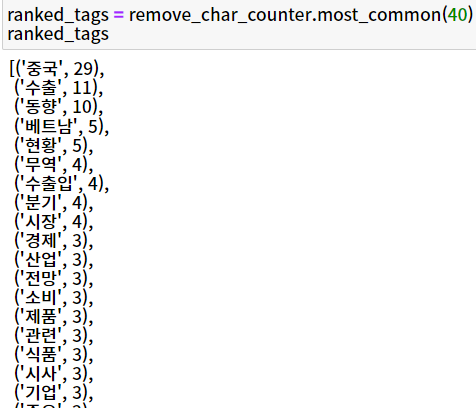 ranked_tags = remove_char_counter.most_common(40)
ranked_tags
[('중국', 29),
('수출', 11),
('동향', 10),
('베트남', 5),
('현황', 5),
('무역', 4),
('수출입', 4),
('분기', 4),
('시장', 4),
('경제', 3),
('산업', 3),
('전망', 3),
('소비', 3),
('제품', 3),
('관련', 3),
('식품', 3),
('시사', 3),
('기업', 3),